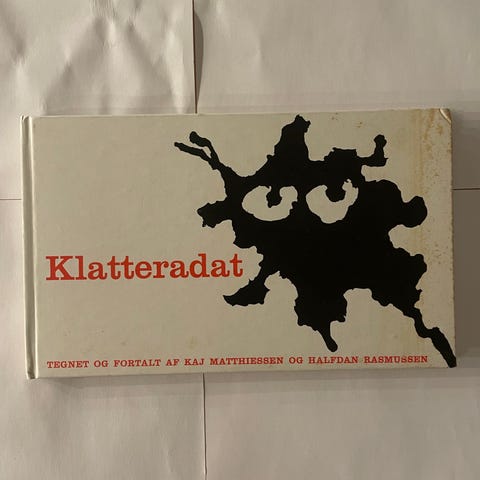 Klatteradat
TEGNET OG FORTALT AF KAJ MATTHIESSEN OG HALFDAN RASMUSSEN